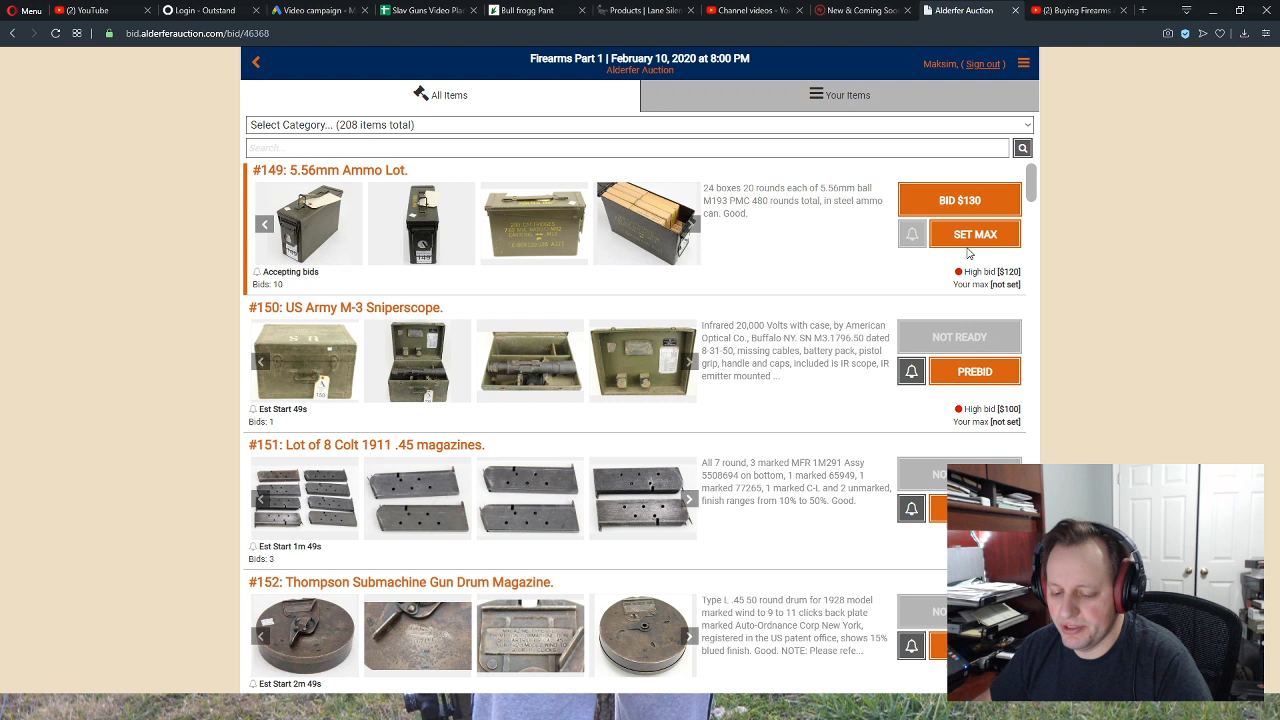 Menu
(2) YouTube
Login - Outstand
Video campaign - M
Slav Guns Video Pla
Bull frogg Pant
Products | Lane Silen
Channel videos - Yo
New & Coming Soo
Alderfer Auction
(2) Buying Firearms
bid.alderferauction.com/bid/46368
Firearms Part 1 | February 10, 2020 at 8:00 PM
Alderfer Auction
Maksim, ( Sign out )
All Items
Your Items
Select Category... (208 items total)
Search...
#149: 5.56mm Ammo Lot.
24 boxes 20 rounds each of 5.56mm ball
M193 PMC 480 rounds total, in steel ammo
can. Good.
BID $130
SET MAX
Accepting bids
Bids: 10
High bid [$120]
Your max [not set]
#150: US Army M-3 Sniperscope.
Infrared 20,000 Volts with case, by American
Optical Co., Buffalo NY. SN M3.1796.50 dated
8-31-50, missing cables, battery pack, pistol
grip, handle and caps, included is IR scope, IR
emitter mounted ...
NOT READY
PREBID
Est Start 49s
Bids: 1
High bid [$100]
Your max [not set]
#151: Lot of 8 Colt 1911 .45 magazines.
All 7 round, 3 marked MFR 1M291 Assy
5508694 on bottom, 1 marked 65949, 1
marked 77265, 1 marked C-L and 2 unmarked,
finish ranges from 10% to 50%. Good.
NO
Est Start 1m 49s
Bids: 3
#152: Thompson Submachine Gun Drum Magazine.
Type L .45 50 round drum for 1928 model
marked wind to 9 to 11 clicks back plate
marked Auto-Ordnance Corp New York,
registered in the US patent office, shows 15%
blued finish. Good. NOTE: Please refe...
NO
Est Start 2m 49s